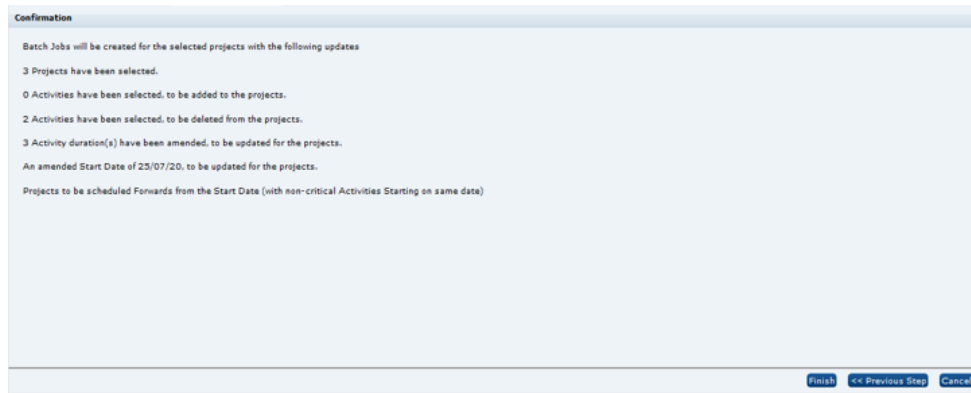 Confirmation
Batch Jobs will be created for the selected projects with the following updates
3 Projects have been selected.
0 Activities have been selected, to be added to the projects.
2 Activities have been selected, to be deleted from the projects.
3 Activity duration(s) have been amended, to be updated for the projects.
An amended Start Date of 25/07/20, to be updated for the projects.
Projects to be scheduled Forwards from the Start Date (with non-critical Activities Starting on same date)
Finish << Previous Step Cancel